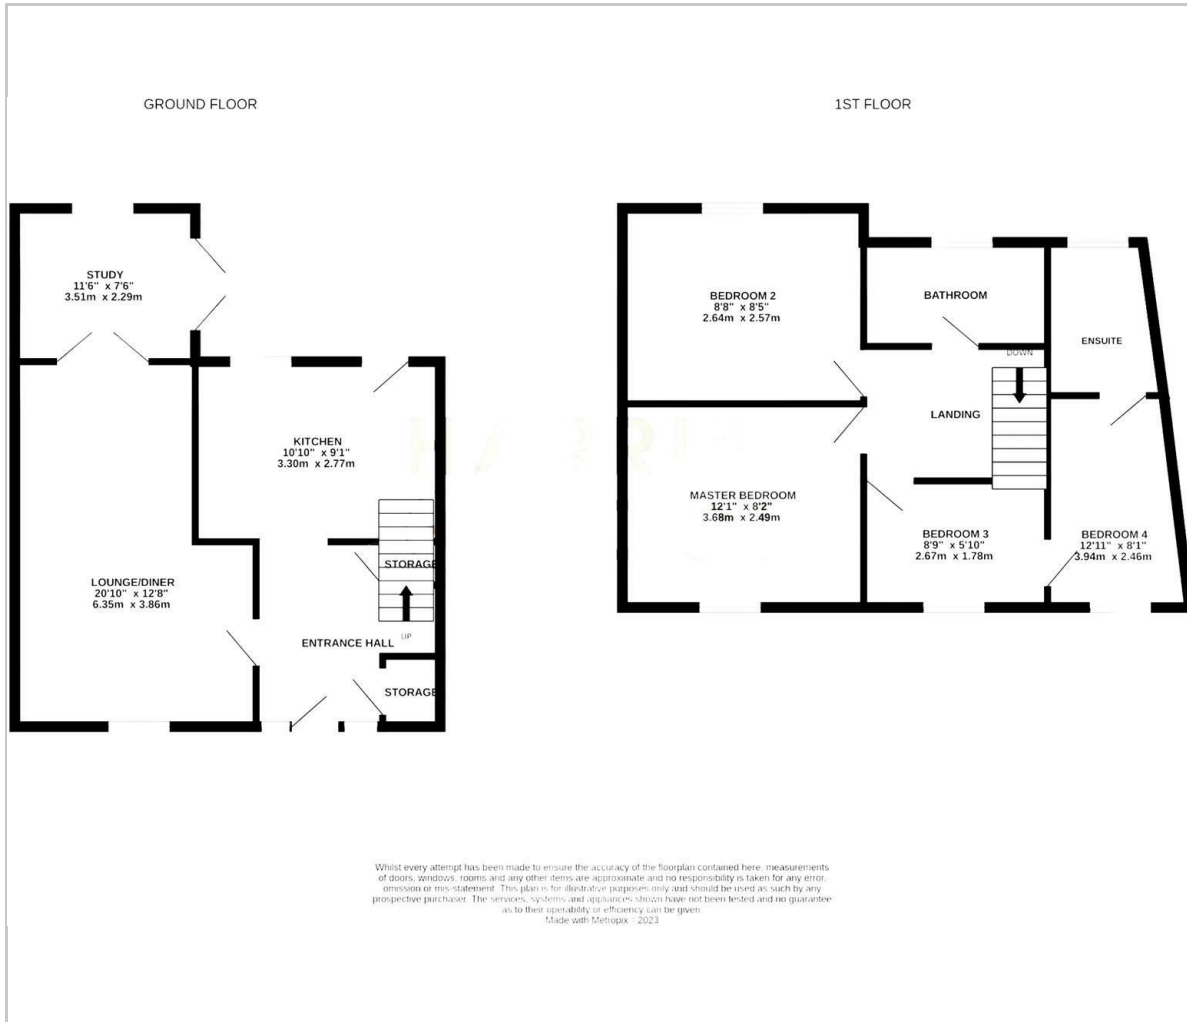 GROUND FLOOR
STUDY
11'6" x 7'6"
3.51m x 2.29m
KITCHEN
10'10" x 9'1"
3.30m x 2.77m
STORAGE
LOUNGE/DINER
20'10" x 12'8"
6.35m x 3.86m
UP
ENTRANCE HALL
STORAGE
1ST FLOOR
BEDROOM 2
8'8" x 8'5"
2.64m x 2.57m
BATHROOM
ENSUITE
DOWN
LANDING
MASTER BEDROOM
12'1" x 8'2"
3.68m x 2.49m
BEDROOM 3
8'9" x 5'10"
2.67m x 1.78m
BEDROOM 4
12'11" x 8'1"
3.94m x 2.46m
Whilst every attempt has been made to ensure the accuracy of the floorplan contained here, measurements
of doors, windows, rooms and any other items are approximate and no responsibility is taken for any error,
omission or mis-statement. This plan is for illustrative purposes only and should be used as such by any
prospective purchaser. The services, systems and appliances shown have not been tested and no guarantee
as to their operability or efficiency can be given
Made with Metropix ©2023